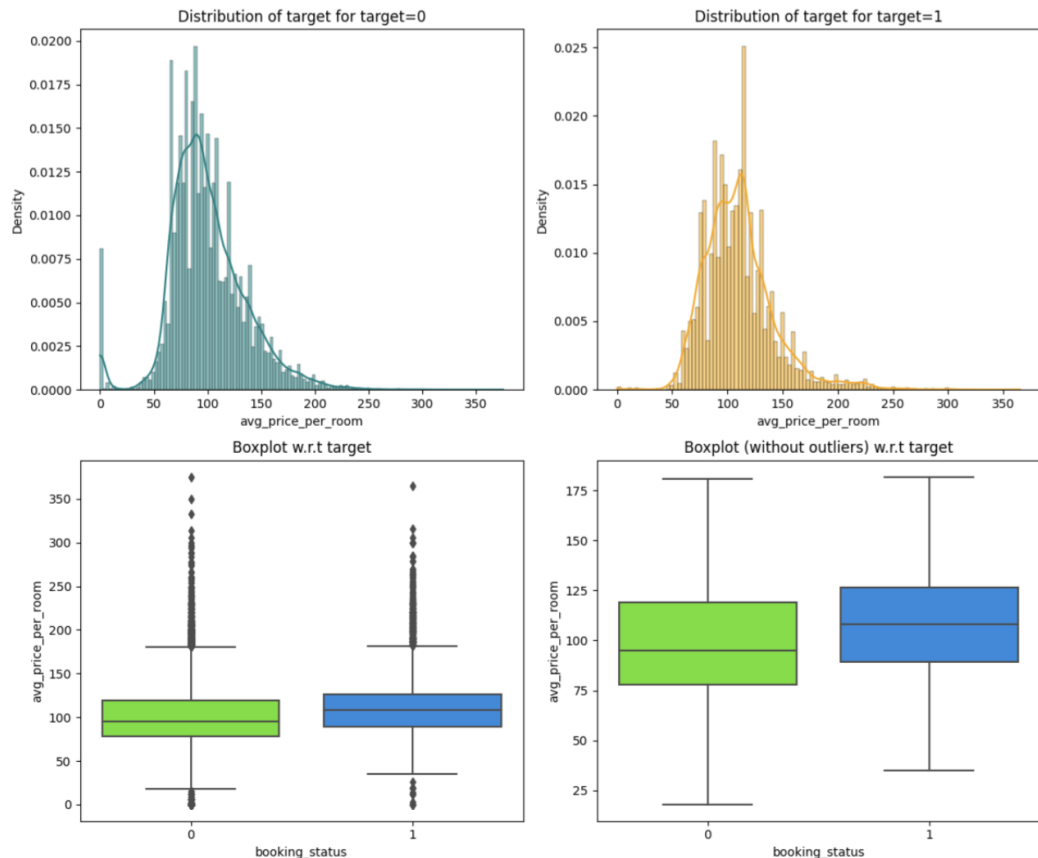 Distribution of target for target=0
Density
0.0200
0.0175
0.0150
0.0125
0.0100
0.0075
0.0050
0.0025
0.0000
0 50 100 150 200 250 300 350
avg_price_per_room
Distribution of target for target=1
Density
0.025
0.020
0.015
0.010
0.005
0.000
0 50 100 150 200 250 300 350
avg_price_per_room
Boxplot w.r.t target
avg_price_per_room
350
300
250
200
150
100
50
0
0 1
booking_status
Boxplot (without outliers) w.r.t target
avg_price_per_room
175
150
125
100
75
50
25
0 1
booking_status